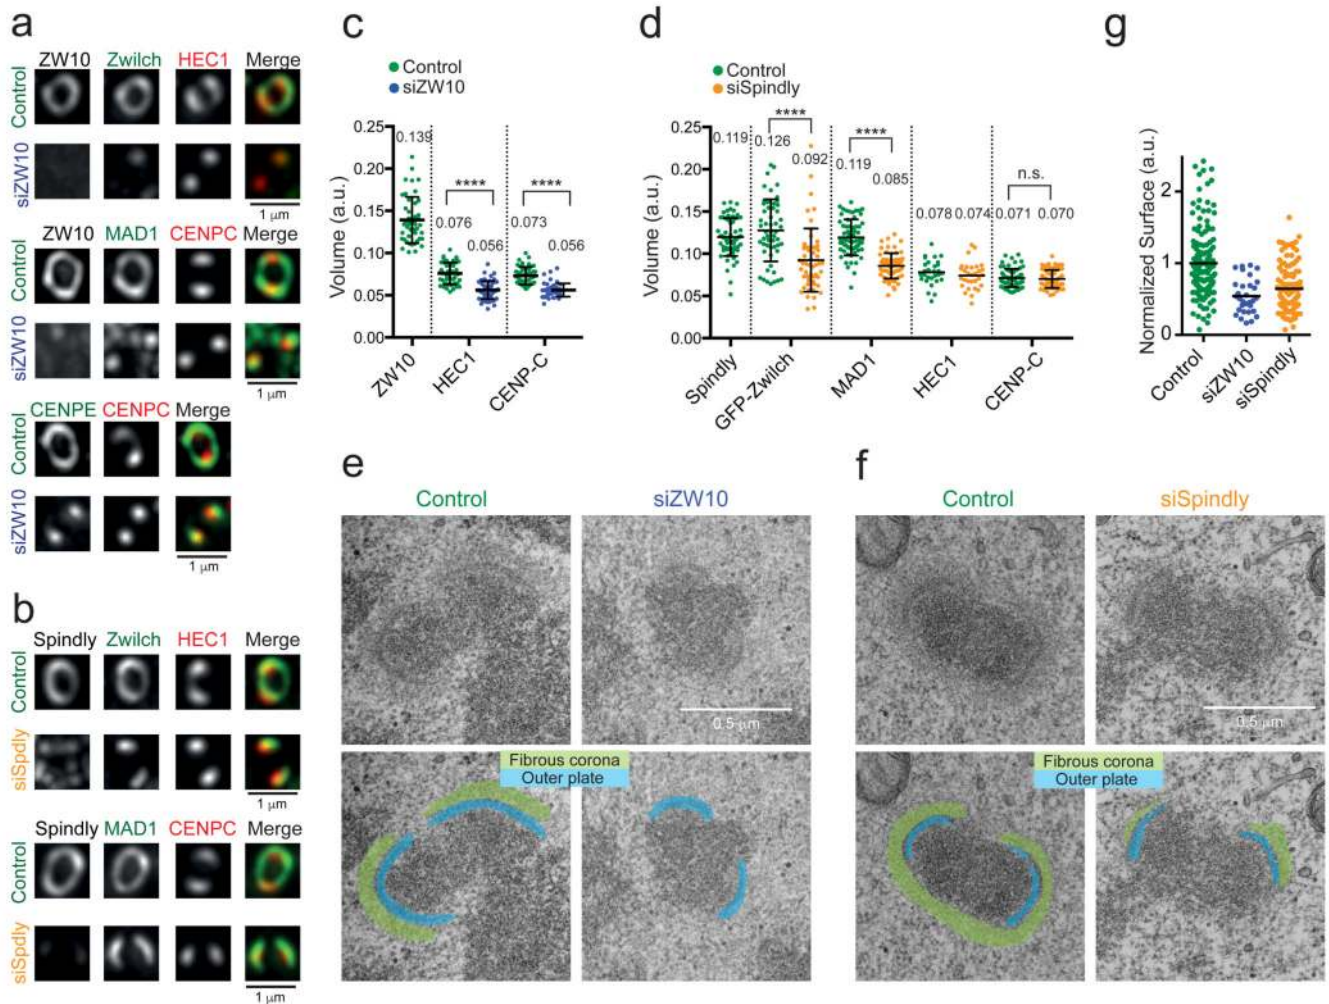 a
ZW10 Zwilch HEC1 Merge
Control
siZW10
1 μm
ZW10 MAD1 CENPC Merge
Control
siZW10
1 μm
CENPE CENPC Merge
Control
siZW10
1 μm
b
Spindly Zwilch HEC1 Merge
Control
siSpdly
1 μm
Spindly MAD1 CENPC Merge
Control
siSpdly
1 μm
c
Control
siZW10
Volume (a.u.)
0.25
0.20
0.15
0.10
0.05
0.00
0.139
****
0.076
0.056
****
0.073
0.056
ZW10
HEC1
CENP-C
d
Control
siSpindly
Volume (a.u.)
0.25
0.20
0.15
0.10
0.05
0.00
0.119
****
0.126
0.092
****
0.119
0.085
0.078 0.074
n.s.
0.071 0.070
Spindly
GFP-Zwilch
MAD1
HEC1
CENP-C
g
Normalized Surface (a.u.)
2
1
0
Control
siZW10
siSpindly
e
Control siZW10
0.5 μm
Fibrous corona
Outer plate
f
Control siSpindly
0.5 μm
Fibrous corona
Outer plate